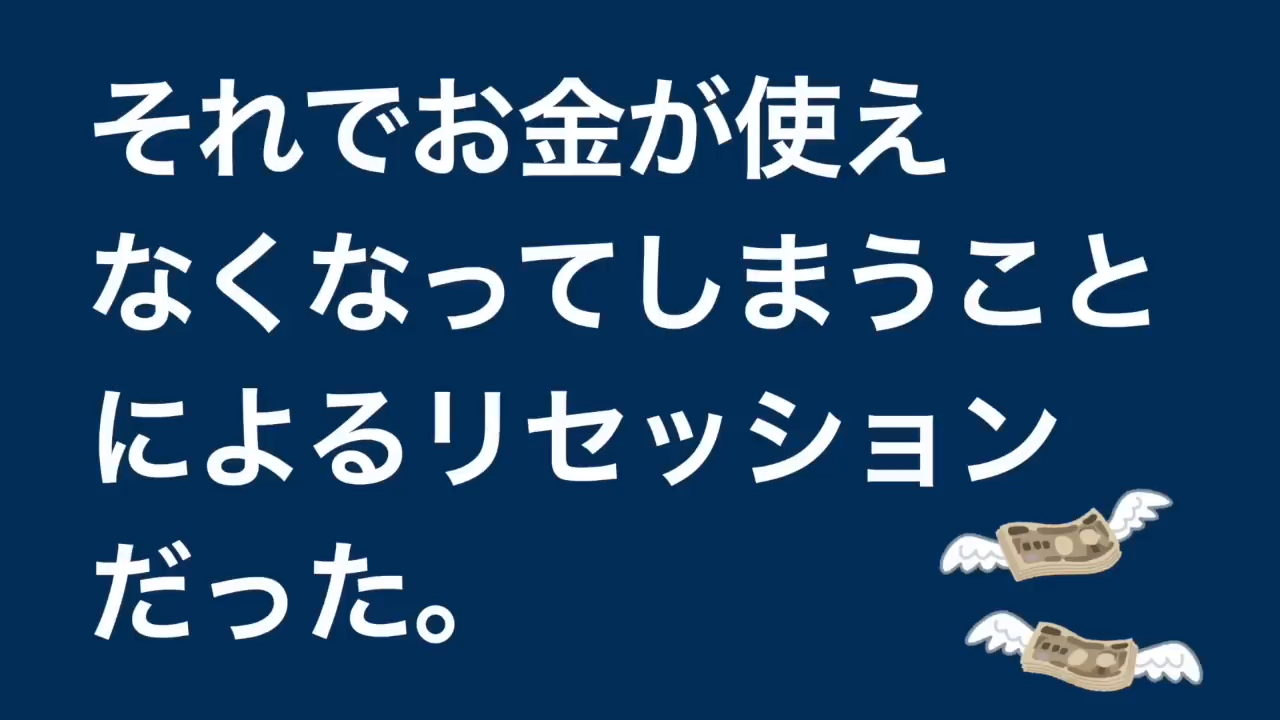 それでお金が使え
なくなってしまうこと
によるリセッション
だった。